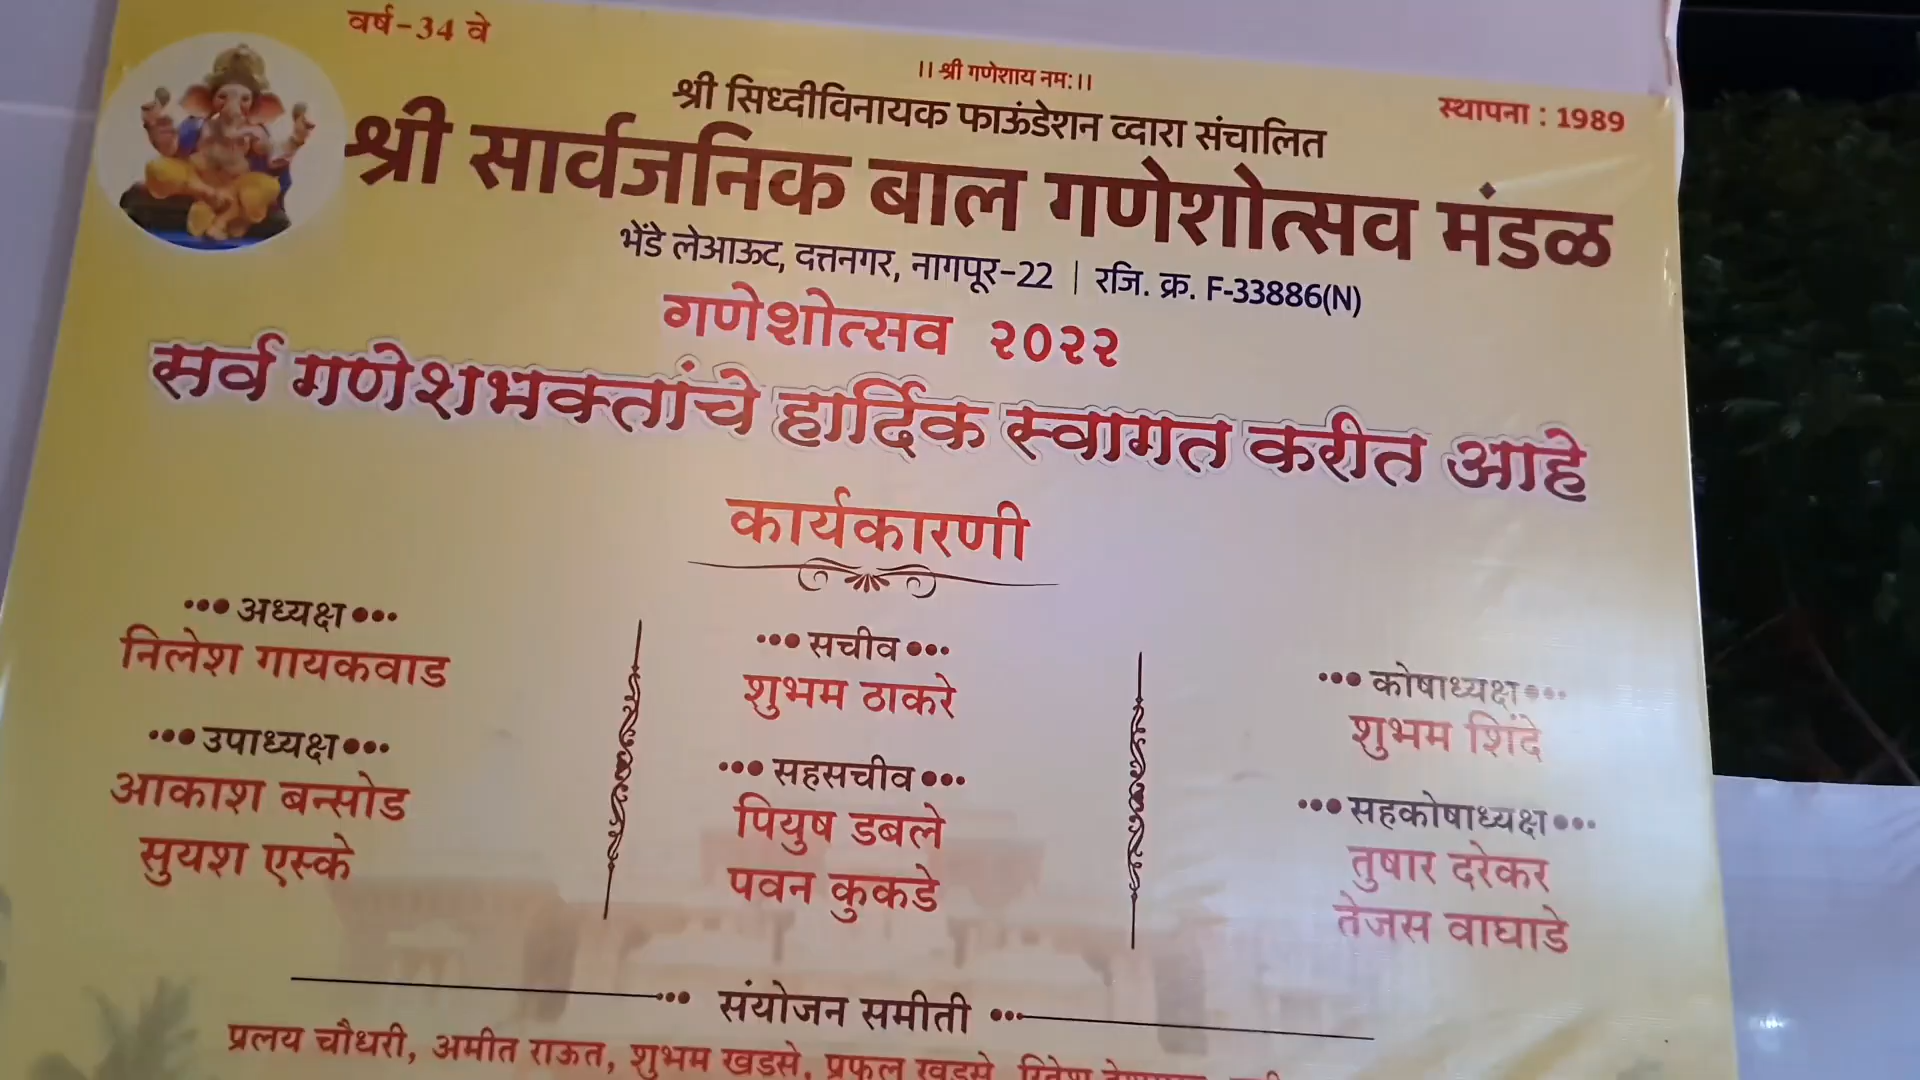 वर्ष-34 वे
।। श्री गणेशाय नमः।।
स्थापना : 1989
श्री सिध्दीविनायक फाऊंडेशन व्दारा संचालित
श्री सार्वजनिक बाल गणेशोत्सव मंडळ
भेंडे लेआऊट, दत्तनगर, नागपूर-22 | रजि. क्र. F-33886(N)
गणेशोत्सव २०२२
सर्व गणेशभक्तांचे हार्दिक स्वागत करीत आहे
कार्यकारणी
अध्यक्ष
निलेश गायकवाड
उपाध्यक्ष
आकाश बन्सोड
सुयश एस्के
सचीव
शुभम ठाकरे
सहसचीव
पियुष डबले
पवन कुकडे
कोषाध्यक्ष
शुभम शिंदे
सहकोषाध्यक्ष
तुषार दरेकर
तेजस वाघाडे
संयोजन समीती
प्रलय चौधरी, अमीत राऊत, शुभम खडसे, प्रफुल खडसे,